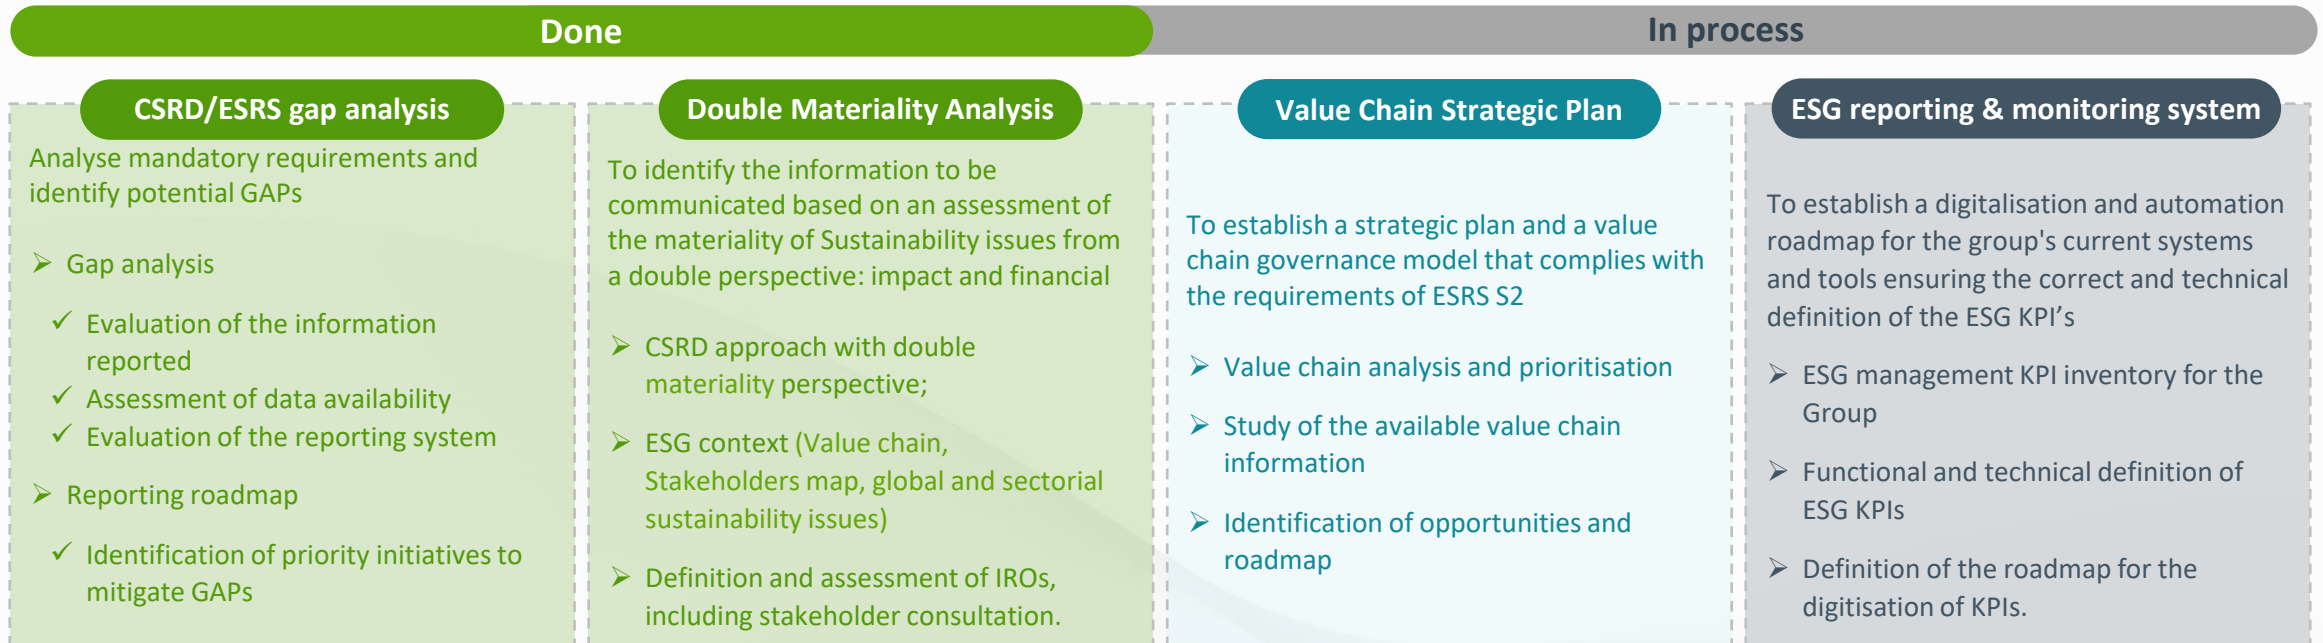 Done
In process
CSRD/ESRS gap analysis
Analyse mandatory requirements and
identify potential GAPs
Gap analysis
Evaluation of the information
reported
Assessment of data availability
Evaluation of the reporting system
Reporting roadmap
Identification of priority initiatives to
mitigate GAPs
Double Materiality Analysis
To identify the information to be
communicated based on an assessment of
the materiality of Sustainability issues from
a double perspective: impact and financial
CSRD approach with double
materiality perspective;
ESG context (Value chain,
Stakeholders map, global and sectorial
sustainability issues)
Definition and assessment of IROs,
including stakeholder consultation.
Value Chain Strategic Plan
To establish a strategic plan and a value
chain governance model that complies with
the requirements of ESRS S2
Value chain analysis and prioritisation
Study of the available value chain
information
Identification of opportunities and
roadmap
ESG reporting & monitoring system
To establish a digitalisation and automation
roadmap for the group's current systems
and tools ensuring the correct and technical
definition of the ESG KPI’s
ESG management KPI inventory for the
Group
Functional and technical definition of
ESG KPIs
Definition of the roadmap for the
digitisation of KPIs.